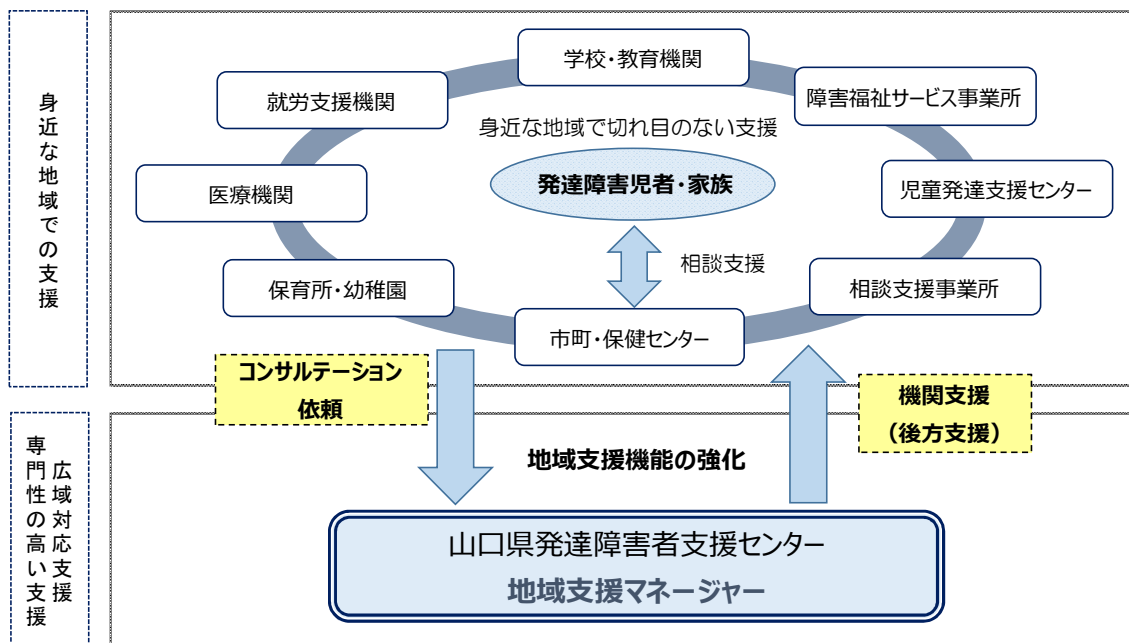 身近な地域での支援
学校・教育機関
就労支援機関
障害福祉サービス事業所
身近な地域で切れ目のない支援
発達障害児者・家族
医療機関
児童発達支援センター
相談支援
保育所・幼稚園
相談支援事業所
市町・保健センター
コンサルテーション
依頼
機関支援
（後方支援）
広域対応支援
専門性の高い支援
地域支援機能の強化
山口県発達障害者支援センター
地域支援マネージャー